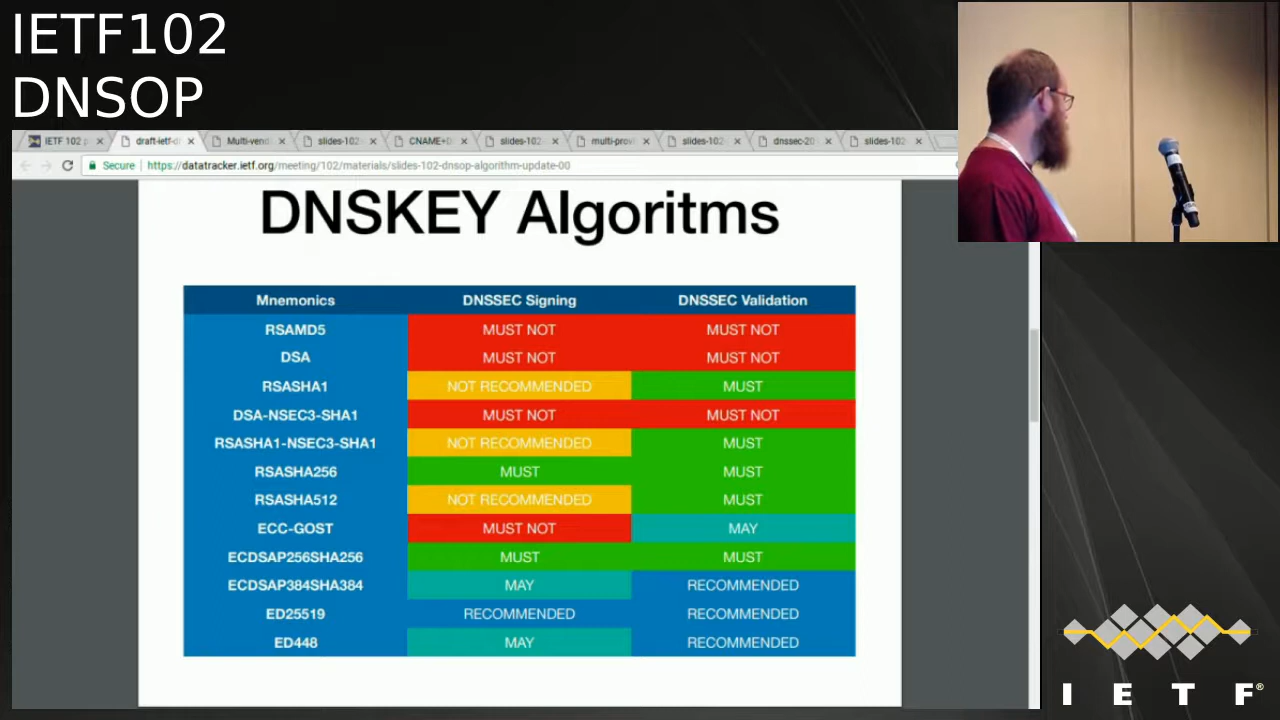 IETF102
DNSOP
IETF 102 draft-ietf-d Multi-vend slides-102 CNAME+ slides-102 multi-prov slides-102 dnssec-20 slides-102
Secure https://datatracker.ietf.org/meeting/102/materials/slides-102-dnsop-algorithm-update-00
DNSKEY Algoritms
Mnemonics DNSSEC Signing DNSSEC Validation
RSAMD5 MUST NOT MUST NOT
DSA MUST NOT MUST NOT
RSASHA1 NOT RECOMMENDED MUST
DSA-NSEC3-SHA1 MUST NOT MUST NOT
RSASHA1-NSEC3-SHA1 NOT RECOMMENDED MUST
RSASHA256 MUST MUST
RSASHA512 NOT RECOMMENDED MUST
ECC-GOST MUST NOT MAY
ECDSAP256SHA256 MUST MUST
ECDSAP384SHA384 MAY RECOMMENDED
ED25519 RECOMMENDED RECOMMENDED
ED448 MAY RECOMMENDED
I E T F®